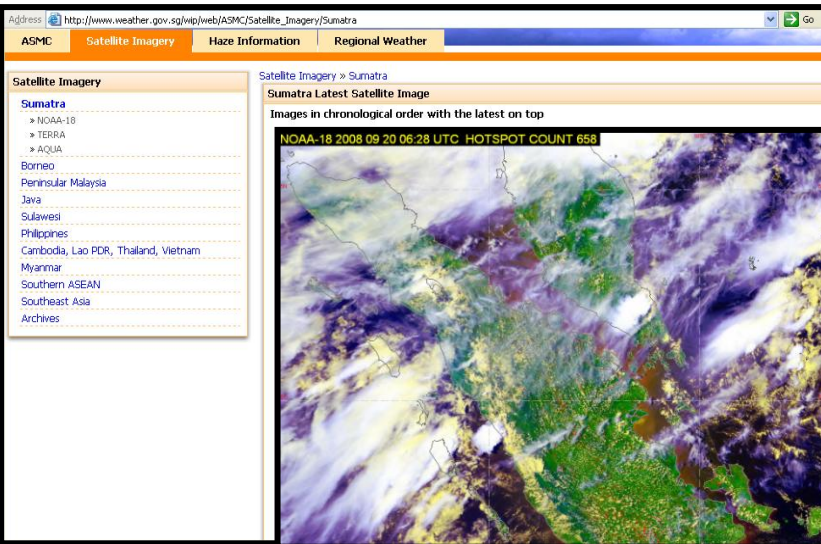 Address http://www.weather.gov.sg/wip/web/ASMC/Satellite_Imagery/Sumatra Go
ASMC Satellite Imagery Haze Information Regional Weather
Satellite Imagery
Sumatra
» NOAA-18
» TERRA
» AQUA
Borneo
Peninsular Malaysia
Java
Sulawesi
Philippines
Cambodia, Lao PDR, Thailand, Vietnam
Myanmar
Southern ASEAN
Southeast Asia
Archives
Satellite Imagery » Sumatra
Sumatra Latest Satellite Image
Images in chronological order with the latest on top
NOAA-18 2008 09 20 06:28 UTC HOTSPOT COUNT 658